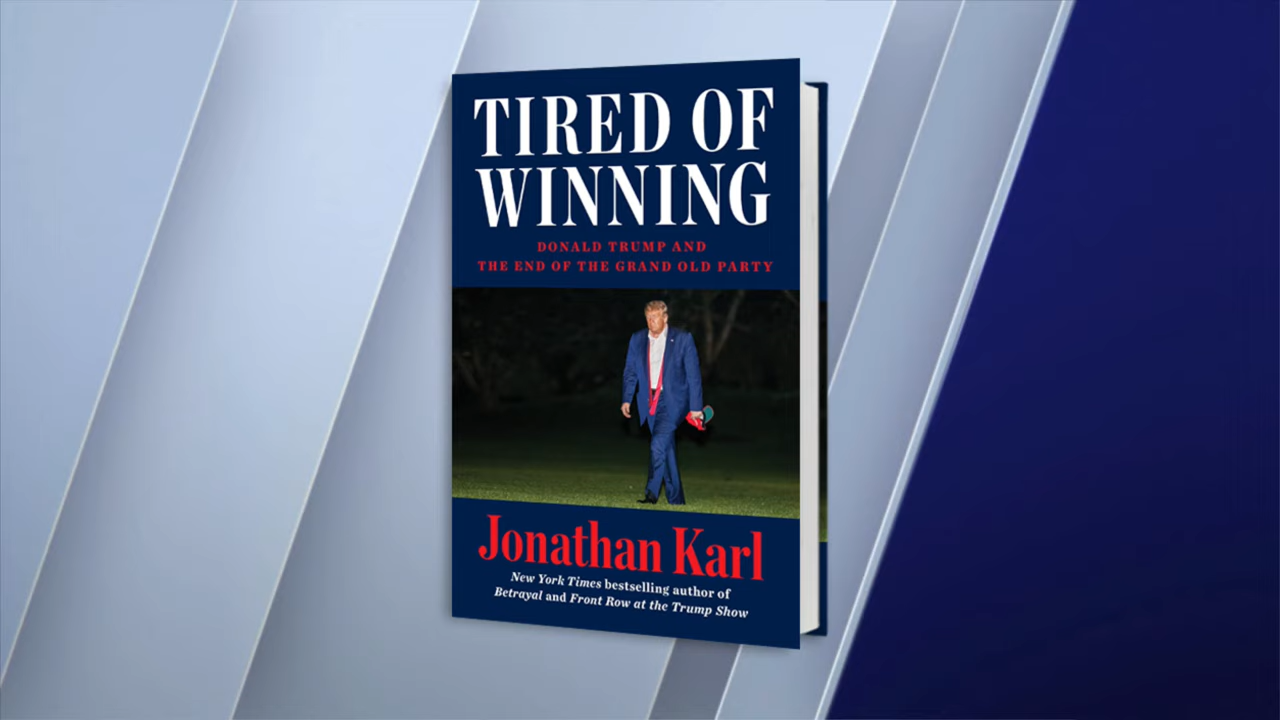 TIRED OF
WINNING
DONALD TRUMP AND
THE END OF THE GRAND OLD PARTY
Jonathan Karl
New York Times bestselling author of
Betrayal and Front Row at the Trump Show